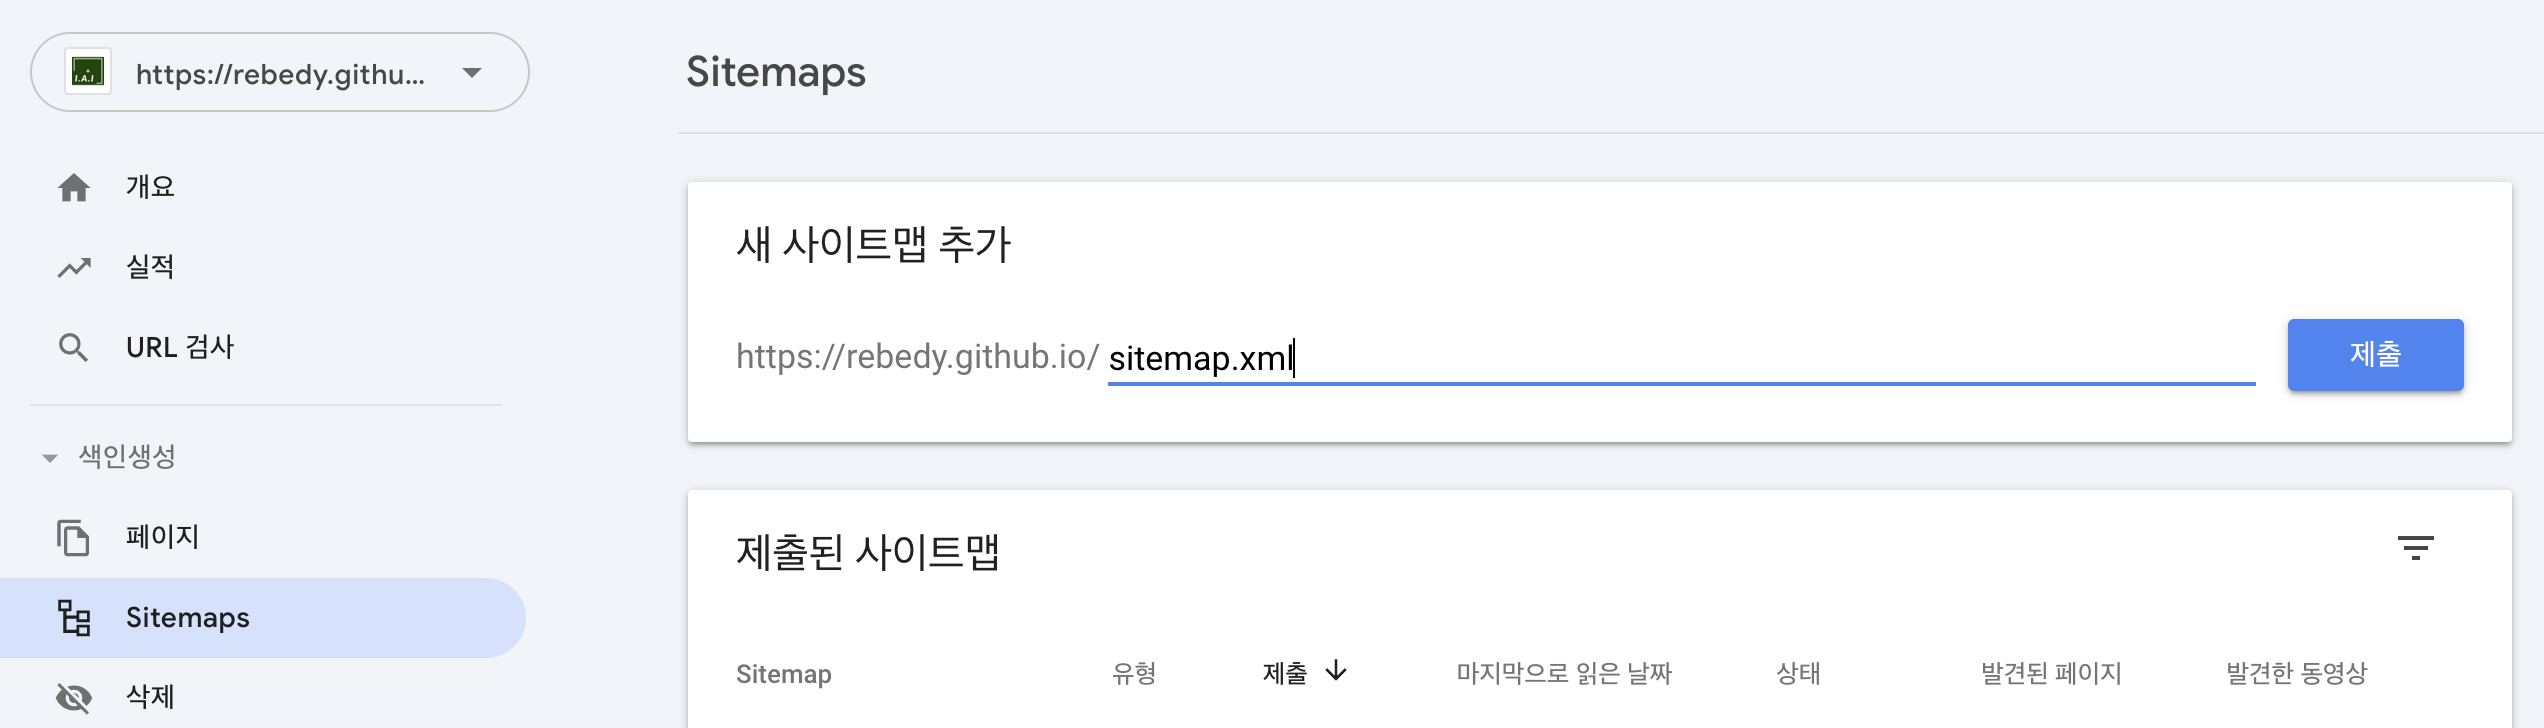 I.A.I
https://rebedy.githu...
개요
실적
URL 검사
색인생성
페이지
Sitemaps
삭제
Sitemaps
새 사이트맵 추가
https://rebedy.github.io/ sitemap.xml
제출
제출된 사이트맵
Sitemap 유형 제출 마지막으로 읽은 날짜 상태 발견된 페이지 발견한 동영상